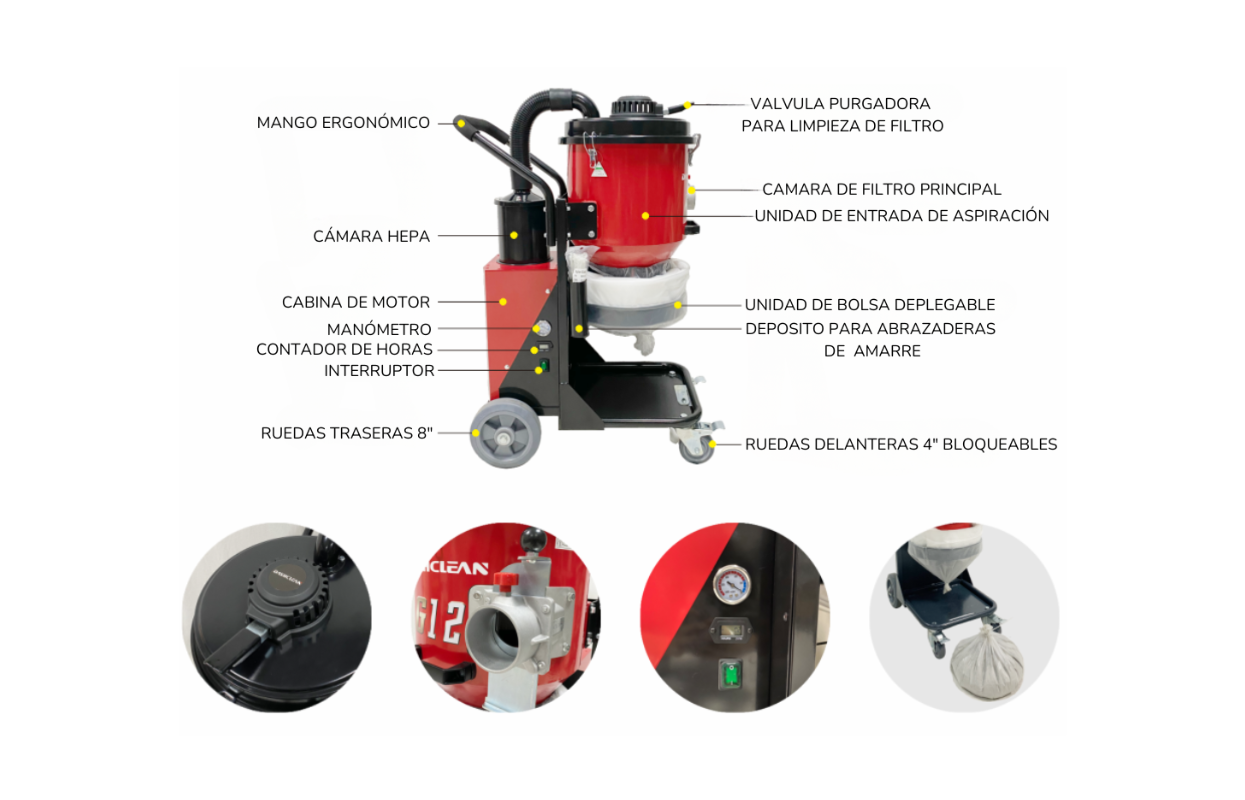 MANGO ERGONÓMICO
CÁMARA HEPA
CABINA DE MOTOR
MANÓMETRO
CONTADOR DE HORAS
INTERRUPTOR
RUEDAS TRASERAS 8"
VALVULA PURGADORA
PARA LIMPIEZA DE FILTRO
CAMARA DE FILTRO PRINCIPAL
UNIDAD DE ENTRADA DE ASPIRACIÓN
UNIDAD DE BOLSA DEPLEGABLE
DEPOSITO PARA ABRAZADERAS
DE AMARRE
RUEDAS DELANTERAS 4" BLOQUEABLES
CLEAN
G12